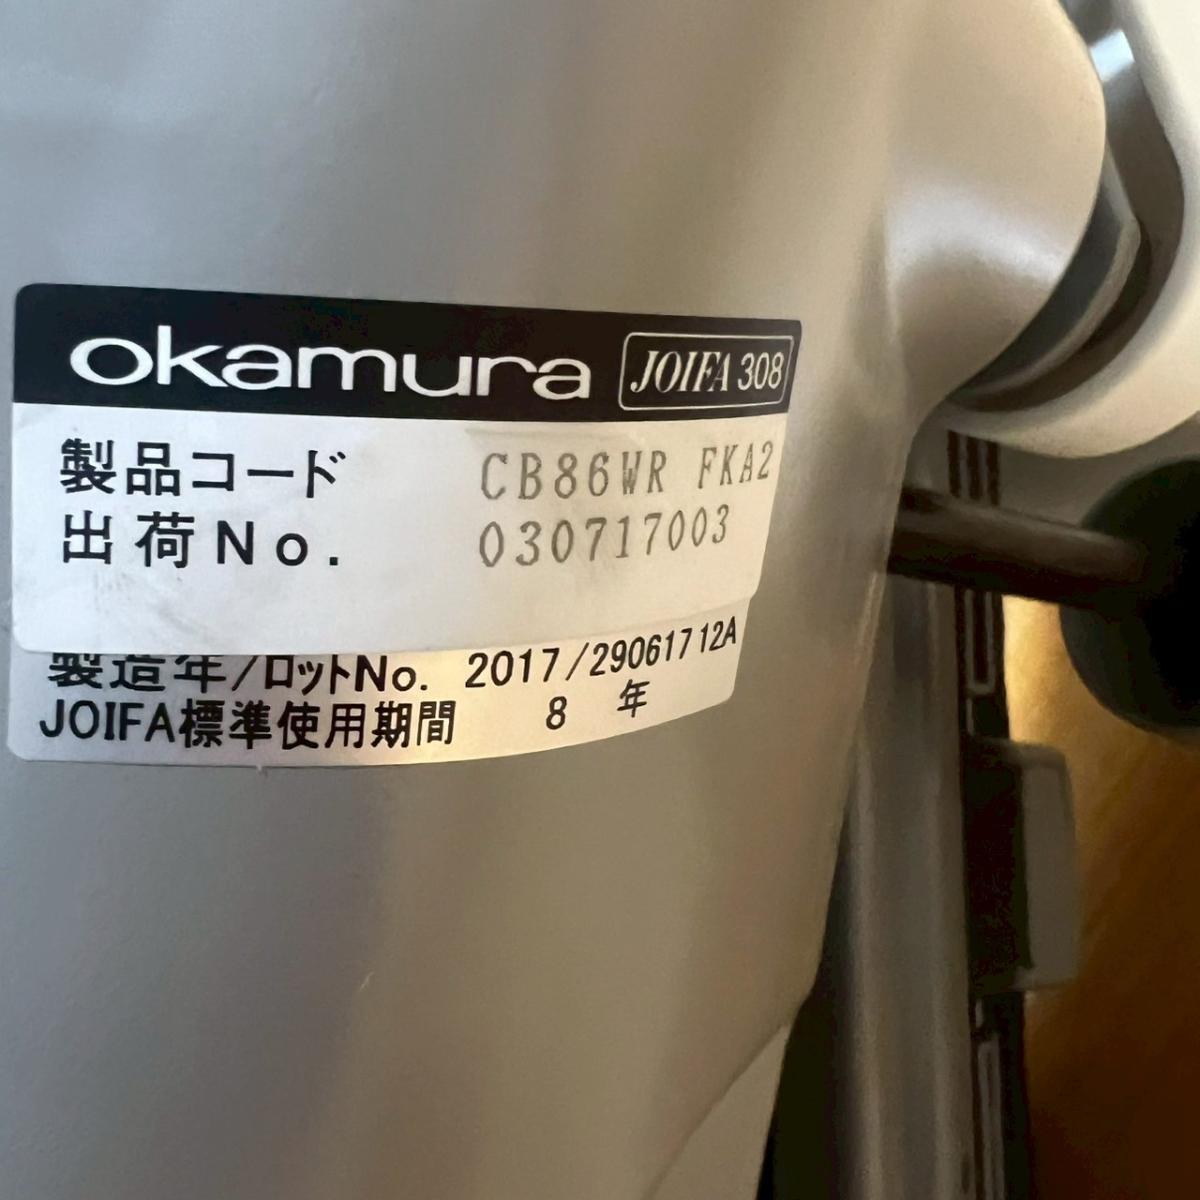 okamura JOIFA 308
製品コード CB86WR FKA2
出荷No. 030717003
製造年/ロットNo. 2017/29061712A
JOIFA標準使用期間 8 年